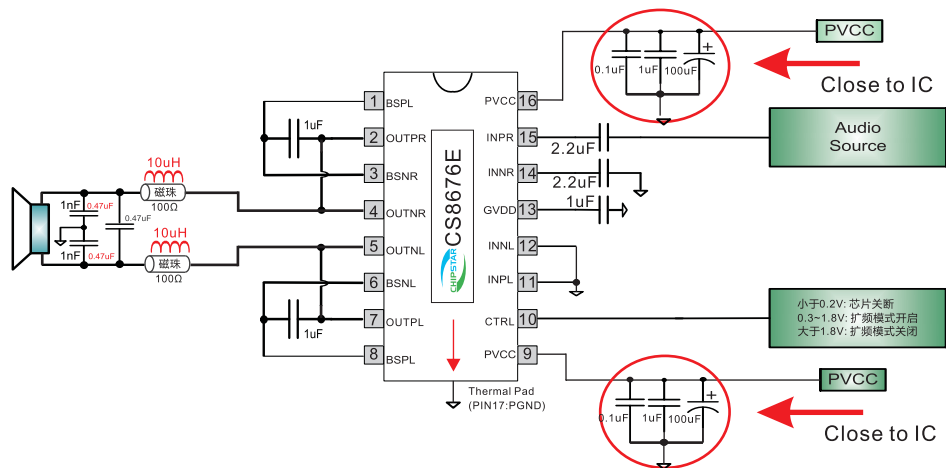 PVCC
0.1uF
1uF
100uF
+
Close to IC
1
BSPL
PVCC
16
2
OUTPR
1uF
INPR
15
2.2uF
Audio
Source
3
BSNR
INNR
14
2.2uF
10uH
磁珠
100Ω
4
OUTNR
GVDD
13
1uF
1nF
0.47uF
0.47uF
1nF
0.47uF
10uH
磁珠
100Ω
5
OUTNL
INNL
12
6
BSNL
INPL
11
7
OUTPL
1uF
CTRL
10
小于0.2V: 芯片关断
0.3~1.8V: 扩频模式开启
大于1.8V: 扩频模式关闭
8
BSPL
PVCC
9
CHIPSTAR
CS8676E
Thermal Pad
(PIN17:PGND)
PVCC
0.1uF
1uF
100uF
+
Close to IC